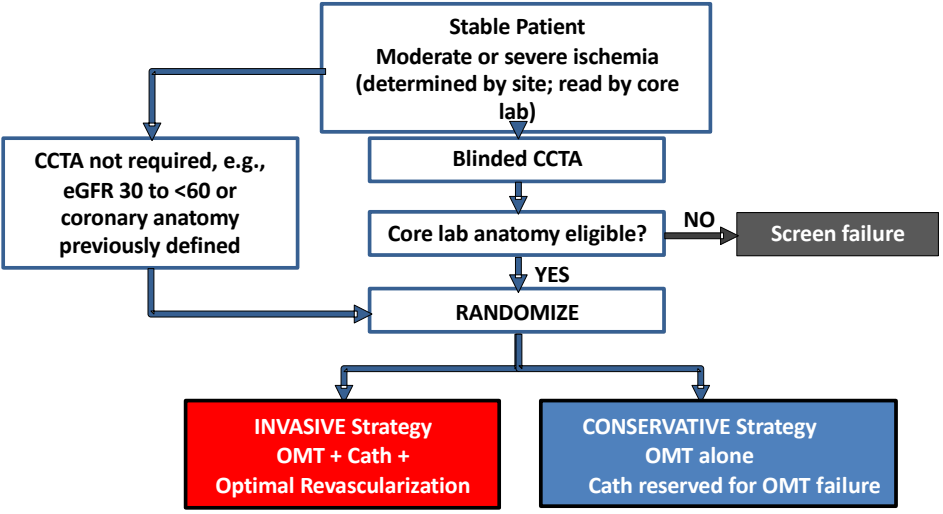 Stable Patient
Moderate or severe ischemia
(determined by site; read by core
lab)
CCTA not required, e.g.,
eGFR 30 to <60 or
coronary anatomy
previously defined
Blinded CCTA
Core lab anatomy eligible?
NO
Screen failure
YES
RANDOMIZE
INVASIVE Strategy
OMT + Cath +
Optimal Revascularization
CONSERVATIVE Strategy
OMT alone
Cath reserved for OMT failure